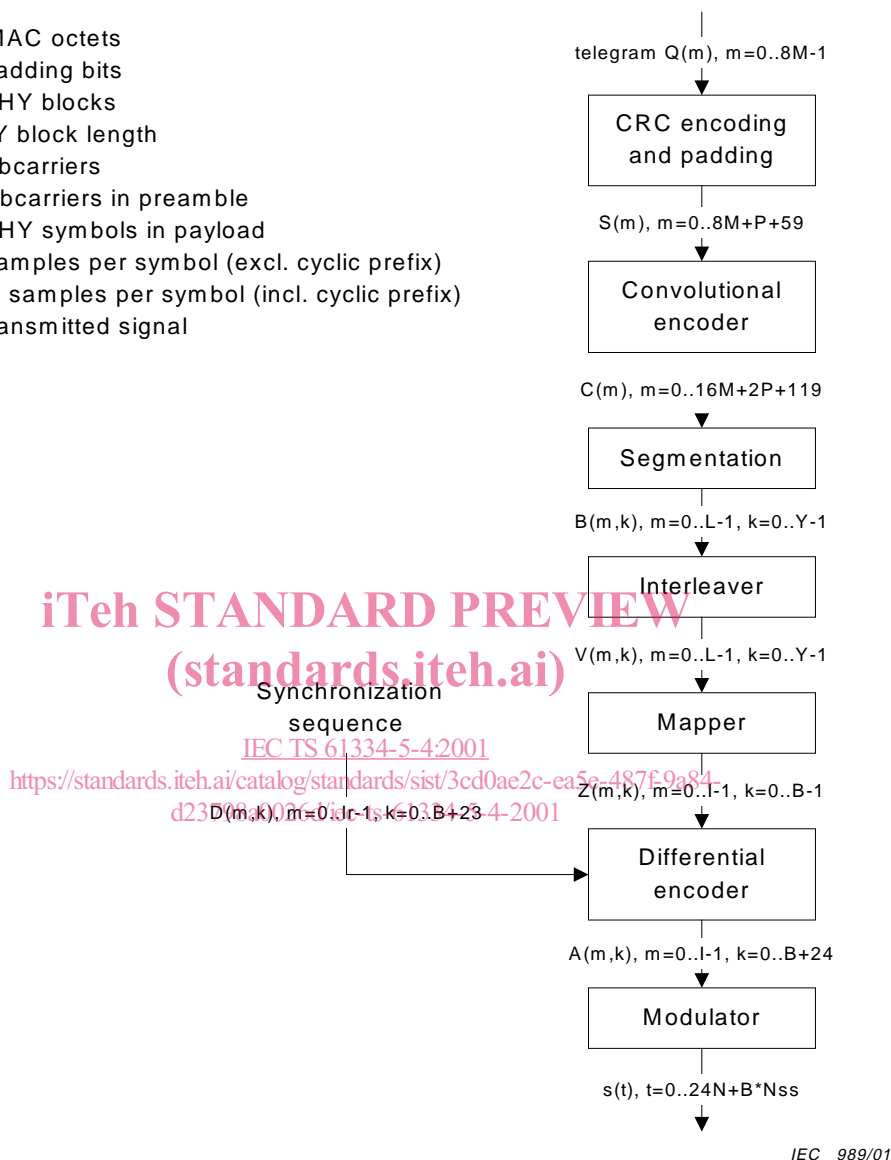 MAC octets
adding bits
HY blocks
Y block length
bcarriers
bcarriers in preamble
HY symbols in payload
amples per symbol (excl. cyclic prefix)
samples per symbol (incl. cyclic prefix)
ansmitted signal
telegram Q(m), m=0..8M-1
CRC encoding
and padding
S(m), m=0..8M+P+59
Convolutional
encoder
C(m), m=0..16M+2P+119
Segmentation
B(m,k), m=0..L-1, k=0..Y-1
Interleaver
iTeh STANDARD PREVIEW
(standards.iteh.ai)
V(m,k), m=0..L-1, k=0..Y-1
Synchronization
sequence
Mapper
IEC TS 61334-5-4:2001
https://standards.iteh.ai/catalog/standards/sist/3cd0ae2c-ea5c-487f-9a84-
Z(m,k), m=0..I-1, k=0..B-1
D(m,k), m=0..Ir-1, k=0..B+23
Differential
encoder
A(m,k), m=0..I-1, k=0..B+24
Modulator
s(t), t=0..24N+B*Nss
IEC 989/01